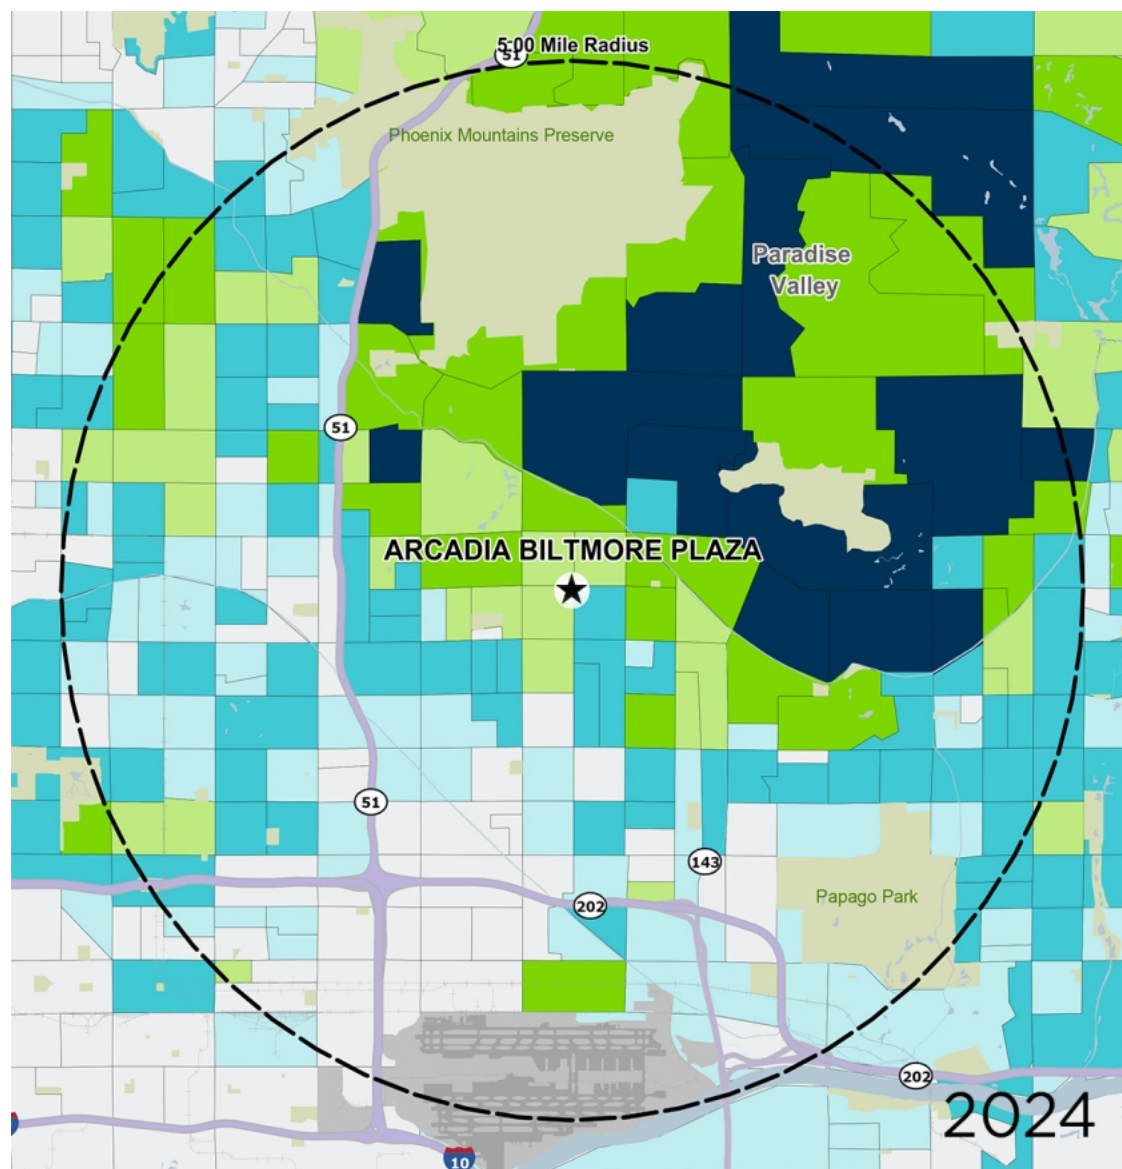 5.00 Mile Radius
51
Phoenix Mountains Preserve
Paradise
Valley
51
ARCADIA BILTMORE PLAZA
51
143
Papago Park
202
202
2024
10